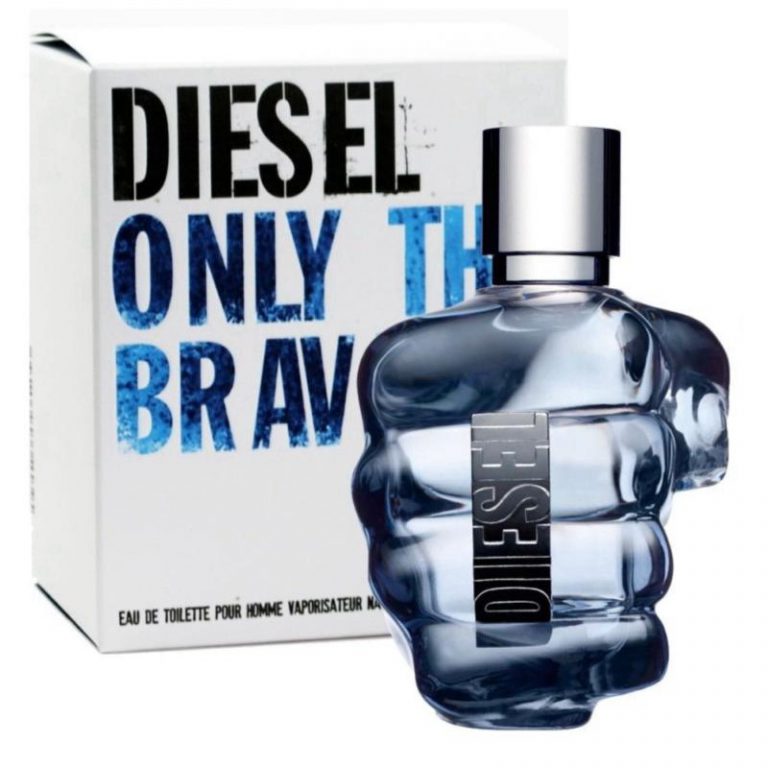 DIESEL
ONLY TH
BRAV
EAU DE TOILETTE POUR HOMME VAPORISATEUR NA
DIESEL